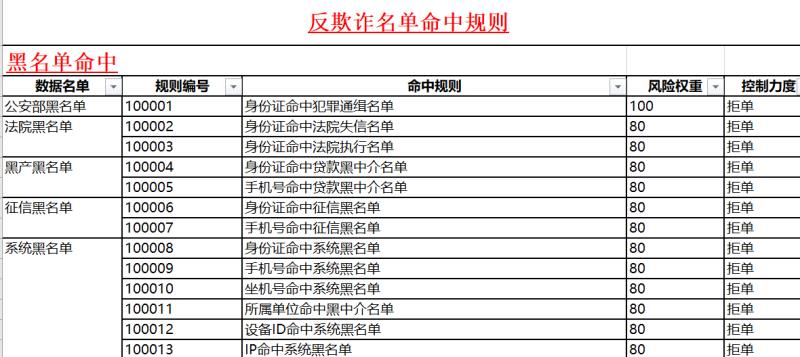 反欺诈名单命中规则
黑名单命中
数据名单 规则编号 命中规则 风险权重 控制力度
公安部黑名单 100001 身份证命中犯罪通缉名单 100 拒单
法院黑名单 100002 身份证命中法院失信名单 80 拒单
100003 身份证命中法院执行名单 80 拒单
黑产黑名单 100004 身份证命中贷款黑中介名单 80 拒单
100005 手机号命中贷款黑中介名单 80 拒单
征信黑名单 100006 身份证命中征信黑名单 80 拒单
100007 手机号命中征信黑名单 80 拒单
系统黑名单 100008 身份证命中系统黑名单 80 拒单
100009 手机号命中系统黑名单 80 拒单
100010 坐机号命中系统黑名单 80 拒单
100011 所属单位命中黑中介名单 80 拒单
100012 设备ID命中系统黑名单 80 拒单
100013 IP命中系统黑名单 80 拒单